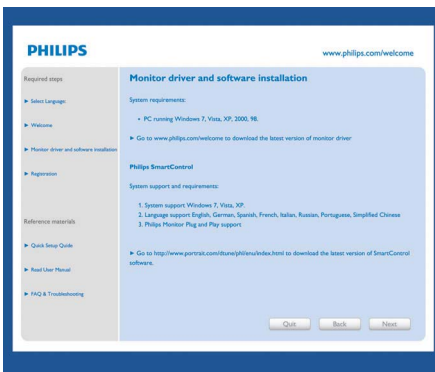 PHILIPS
www.philips.com/welcome
Required steps
Select Language
Welcome
Monitor driver and software installation
Registration
Reference materials
Quick Setup Guide
Read User Manual
FAQ & Troubleshooting
Monitor driver and software installation
System requirements:
• PC running Windows 7, Vista, XP, 2000, 98.
Go to www.philips.com/welcome to download the latest version of monitor driver
Philips SmartControl
System support and requirements:
1. System support Windows 7, Vista, XP.
2. Language support English, German, Spanish, French, Italian, Russian, Portuguese, Simplified Chinese
3. Philips Monitor Plug and Play support
Go to http://www.portrait.com/dtune/phl/enu/index.html to download the latest version of SmartControl
software.
Quit
Back
Next